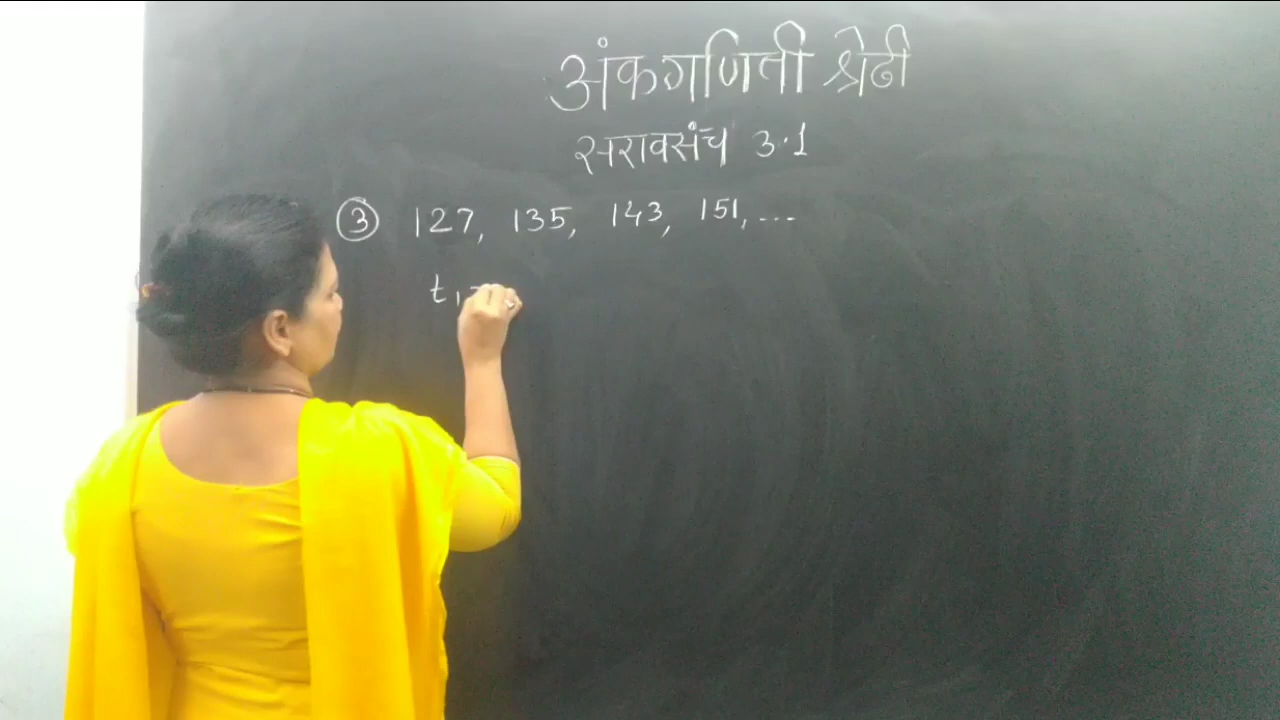 अंकगणिती श्रेढी
सरावसंच 3.1
③ 127, 135, 143, 151, ...
t₁ =